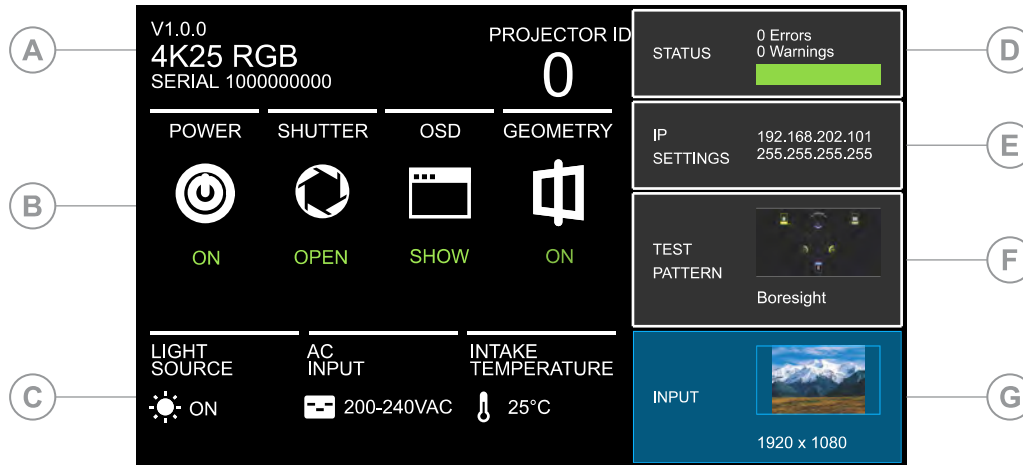 A
V1.0.0
4K25 RGB
SERIAL 1000000000
PROJECTOR ID
0
B
POWER
ON
SHUTTER
OPEN
OSD
SHOW
GEOMETRY
ON
C
LIGHT
SOURCE
ON
AC
INPUT
200-240VAC
INTAKE
TEMPERATURE
25°C
D
STATUS
0 Errors
0 Warnings
E
IP
SETTINGS
192.168.202.101
255.255.255.255
F
TEST
PATTERN
Boresight
G
INPUT
1920 x 1080